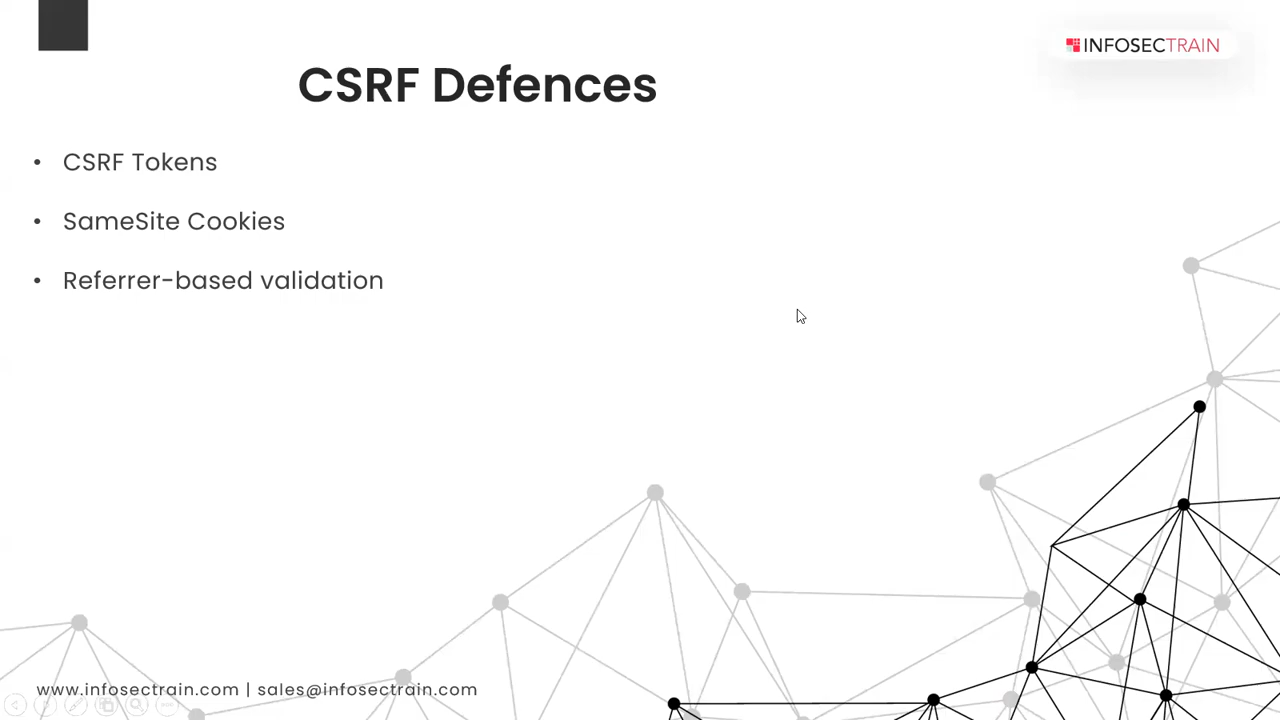 INFOSECTRAIN
CSRF Defences
• CSRF Tokens
• SameSite Cookies
• Referrer-based validation
www.infosectrain.com | sales@infosectrain.com